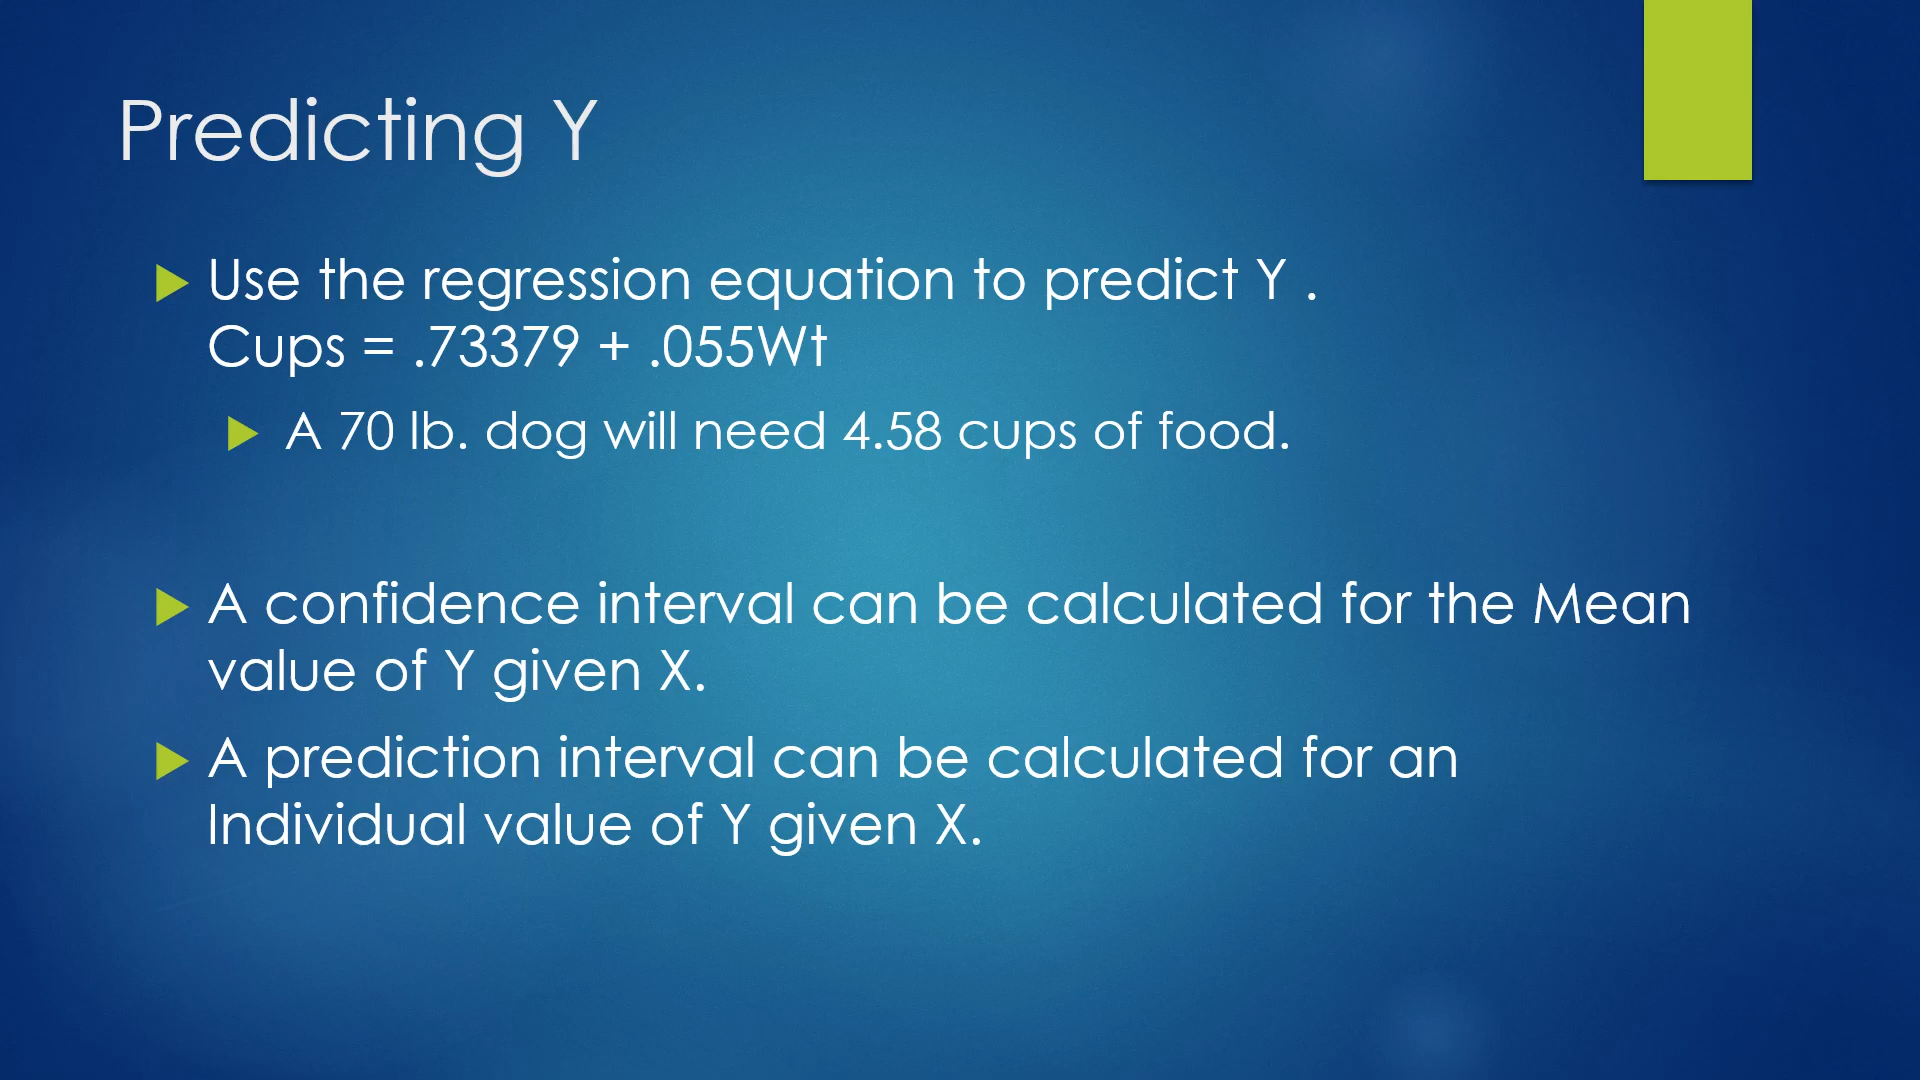 Predicting Y
Use the regression equation to predict Y .
Cups = .73379 + .055Wt
A 70 lb. dog will need 4.58 cups of food.
A confidence interval can be calculated for the Mean
value of Y given X.
A prediction interval can be calculated for an
Individual value of Y given X.